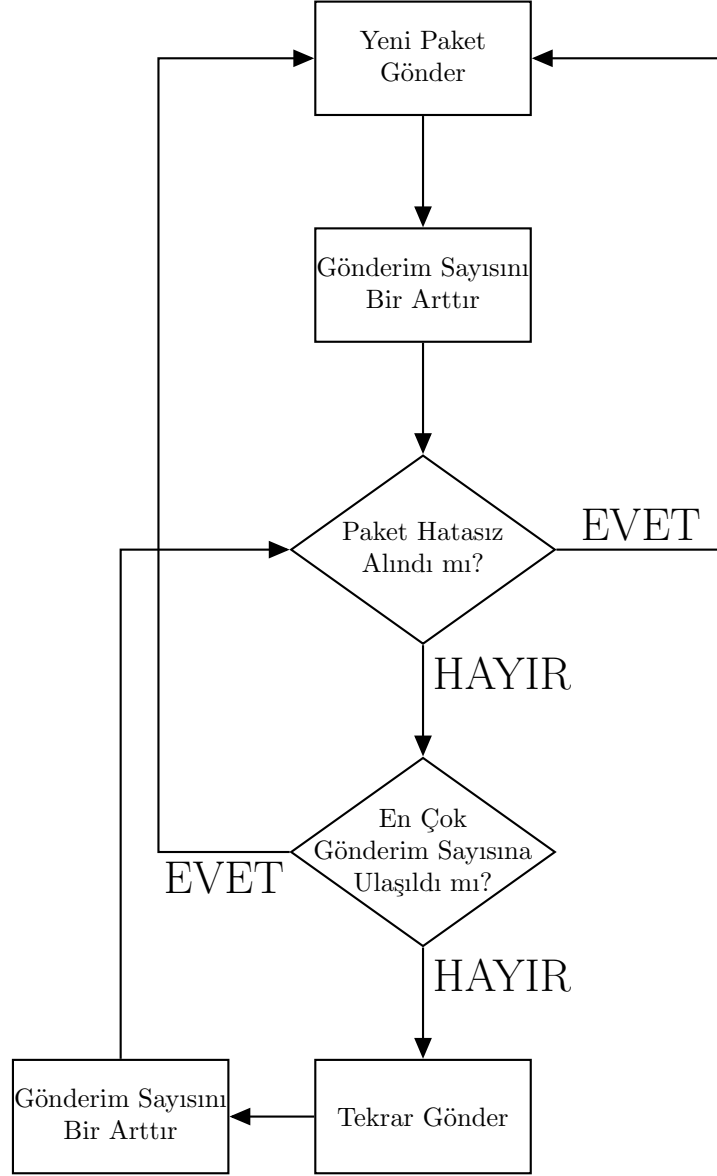 Yeni Paket
Gönder
Gönderim Sayısını
Bir Arttır
Paket Hatasız
Alındı mı?
EVET
HAYIR
En Çok
Gönderim Sayısına
Ulaşıldı mı?
EVET
HAYIR
Gönderim Sayısını
Bir Arttır
Tekrar Gönder